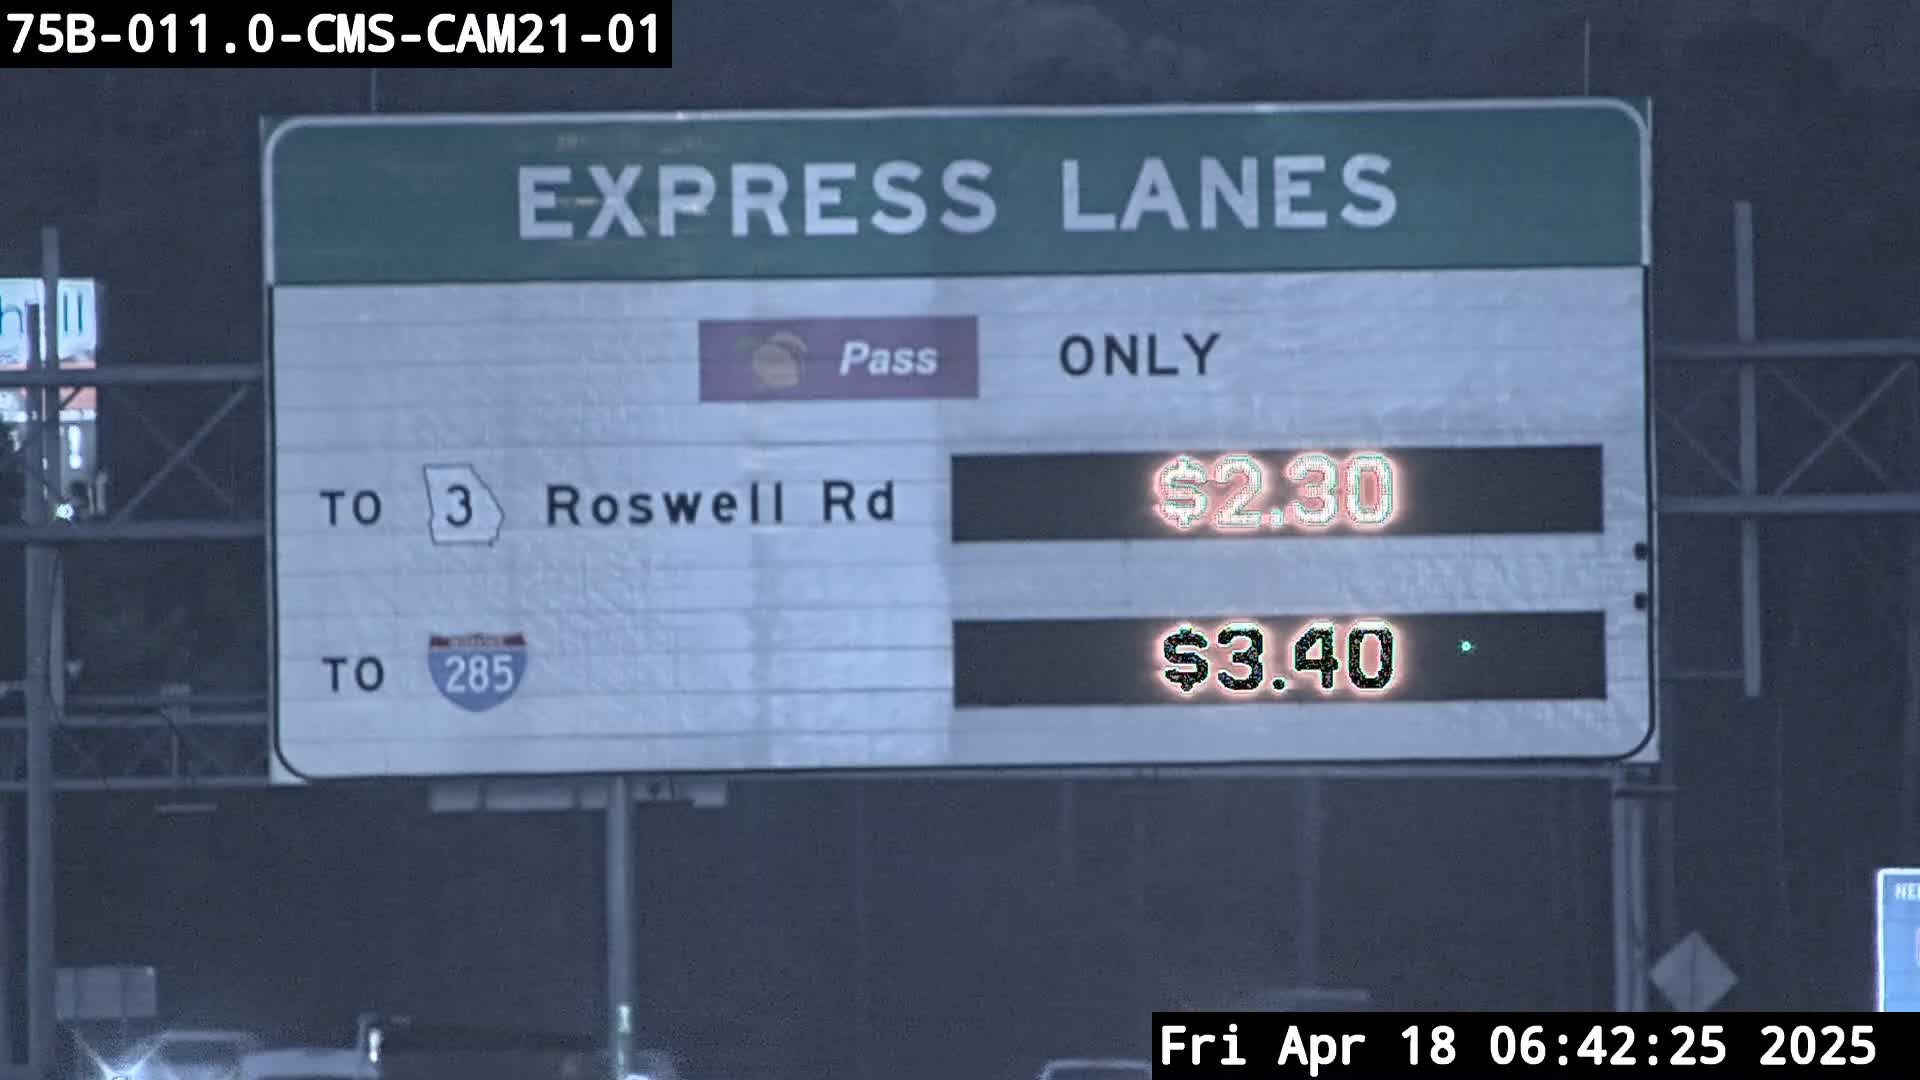 75B-011.0-CMS-CAM21-01
EXPRESS LANES
Pass ONLY
TO 3 Roswell Rd $2.30
TO 285 $3.40
Fri Apr 18 06:42:25 2025